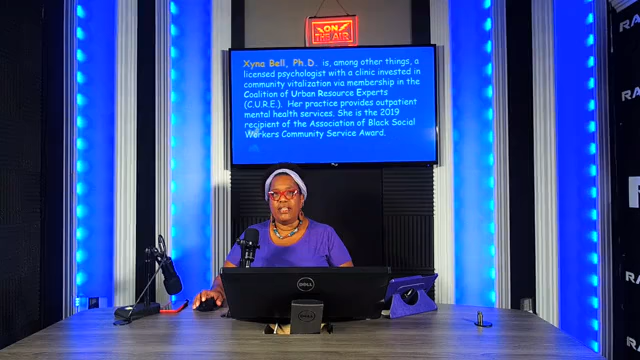 ON
THE AIR
Xyna Bell, Ph.D. is, among other things, a
licensed psychologist with a clinic invested in
community vitalization via membership in the
Coalition of Urban Resource Experts
(C.U.R.E.). Her practice provides outpatient
mental health services. She is the 2019
recipient of the Association of Black Social
Workers Community Service Award.
DELL
DELL